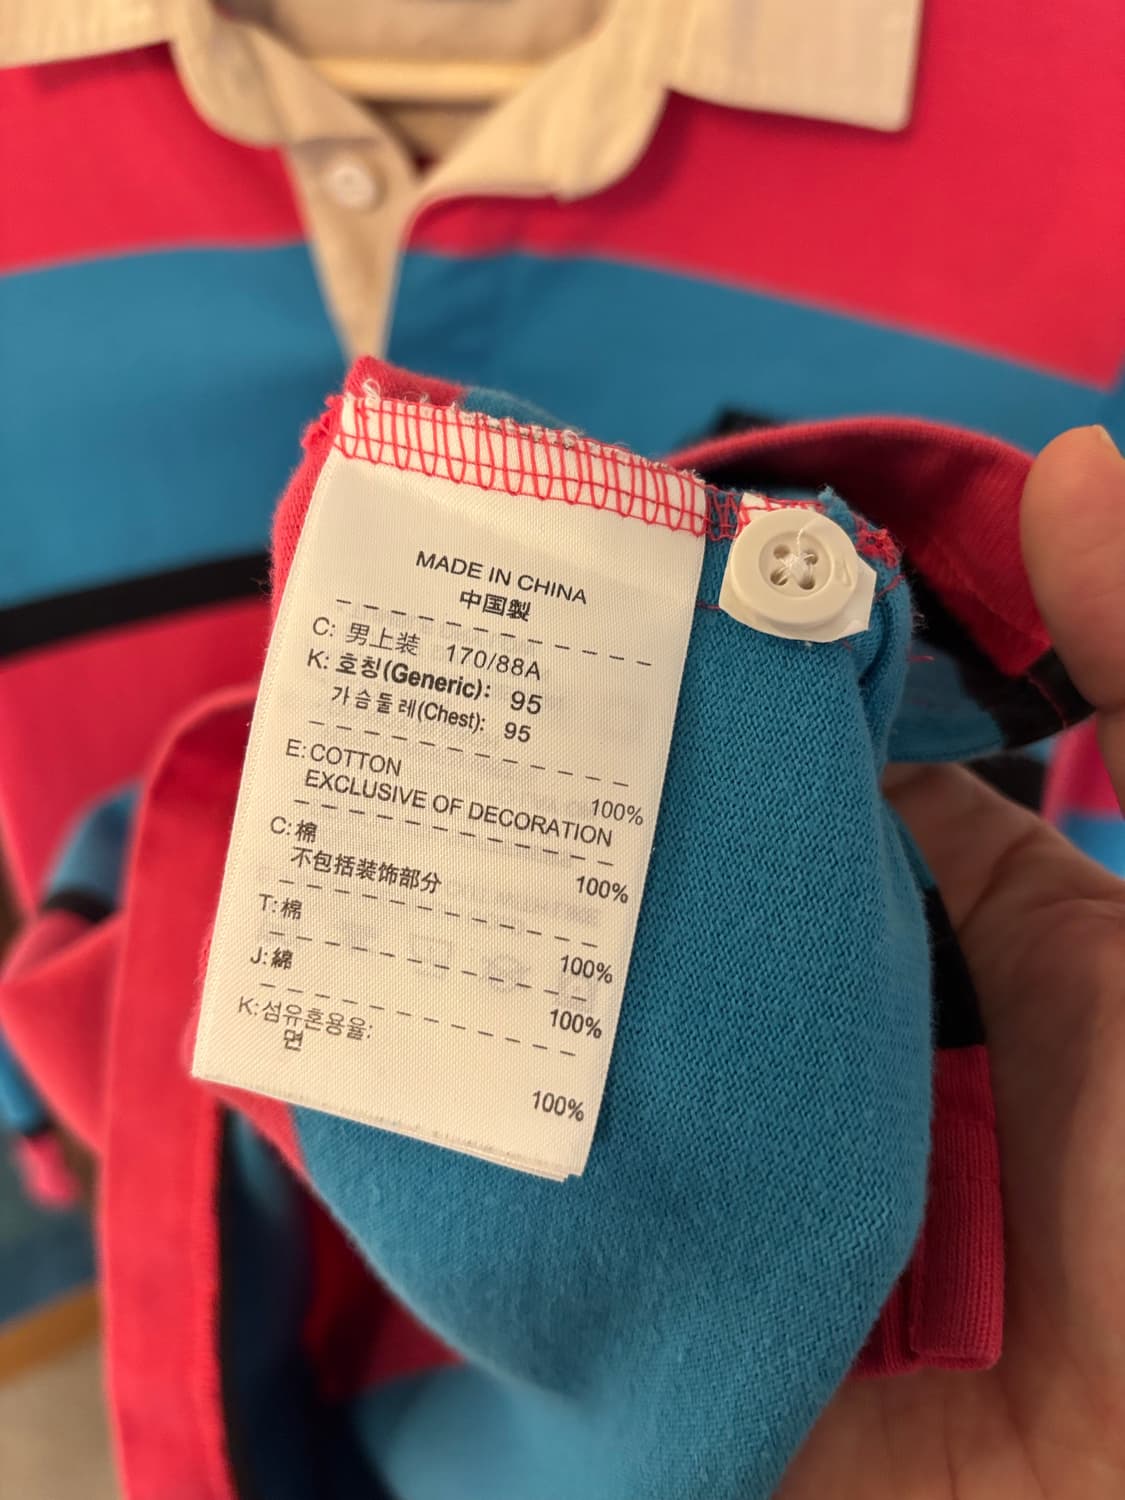 MADE IN CHINA
中国製
C: 男上装 170/88A
K: 호칭(Generic): 95
가슴둘레(Chest): 95
E: COTTON 100%
EXCLUSIVE OF DECORATION
C: 棉 100%
不包括装饰部分
T: 棉 100%
J: 綿 100%
K: 섬유혼용율:
면 100%